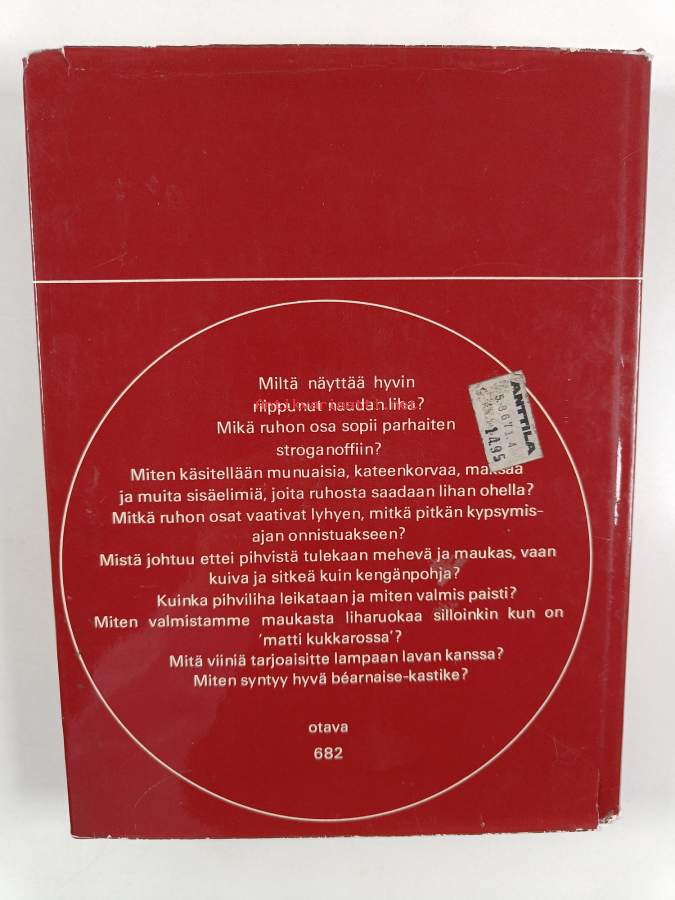 Miltä näyttää hyvin
riippunut naudan liha?
Mikä ruhon osa sopii parhaiten
stroganoffiin?
Miten käsitellään munuaisia, kateenkorvaa, maksaa
ja muita sisäelimiä, joita ruhosta saadaan lihan ohella?
Mitkä ruhon osat vaativat lyhyen, mitkä pitkän kypsymis-
ajan onnistuakseen?
Mistä johtuu ettei pihvistä tulekaan mehevä ja maukas, vaan
kuiva ja sitkeä kuin kengänpohja?
Kuinka pihviliha leikataan ja miten valmis paisti?
Miten valmistamme maukasta liharuokaa silloinkin kun on
'matti kukkarossa'?
Mitä viiniä tarjoaisitte lampaan lavan kanssa?
Miten syntyy hyvä béarnaise-kastike?
otava
682
ANTTILA
1495